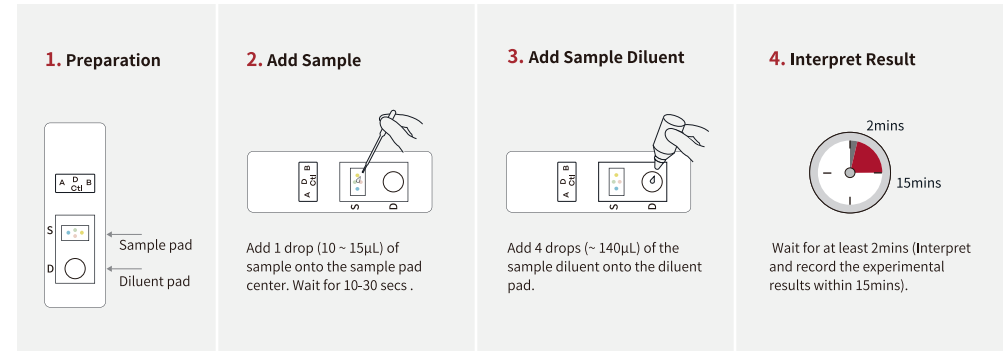 1. Preparation
A D B
Ctl
S
D
Sample pad
Diluent pad
2. Add Sample
A D B
Ctl
S
D
Add 1 drop (10 ~ 15µL) of
sample onto the sample pad
center. Wait for 10-30 secs .
3. Add Sample Diluent
A D B
Ctl
S
D
Add 4 drops (~ 140µL) of the
sample diluent onto the diluent
pad.
4. Interpret Result
2mins
15mins
Wait for at least 2mins (Interpret
and record the experimental
results within 15mins).